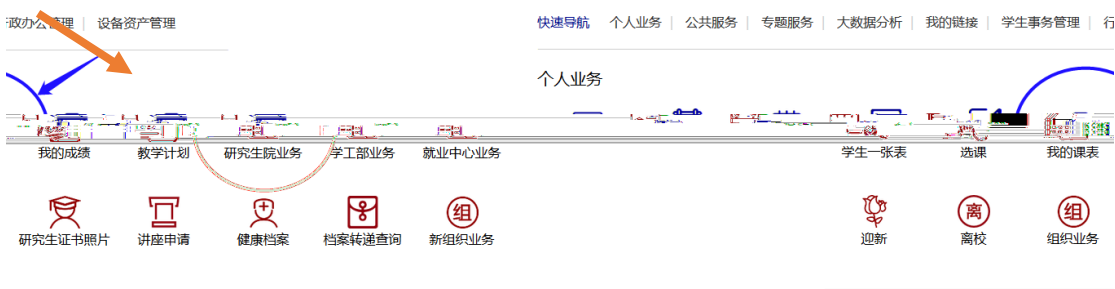 政办公管理 设备资产管理
快速导航 个人业务 公共服务 专题服务 大数据分析 我的链接 学生事务管理 行
个人业务
我的成绩 教学计划 研究生院业务 学工部业务 就业中心业务
学生一张表 选课 我的课表
组 离 组
研究生证书照片 讲座申请 健康档案 档案转递查询 新组织业务
迎新 离校 组织业务